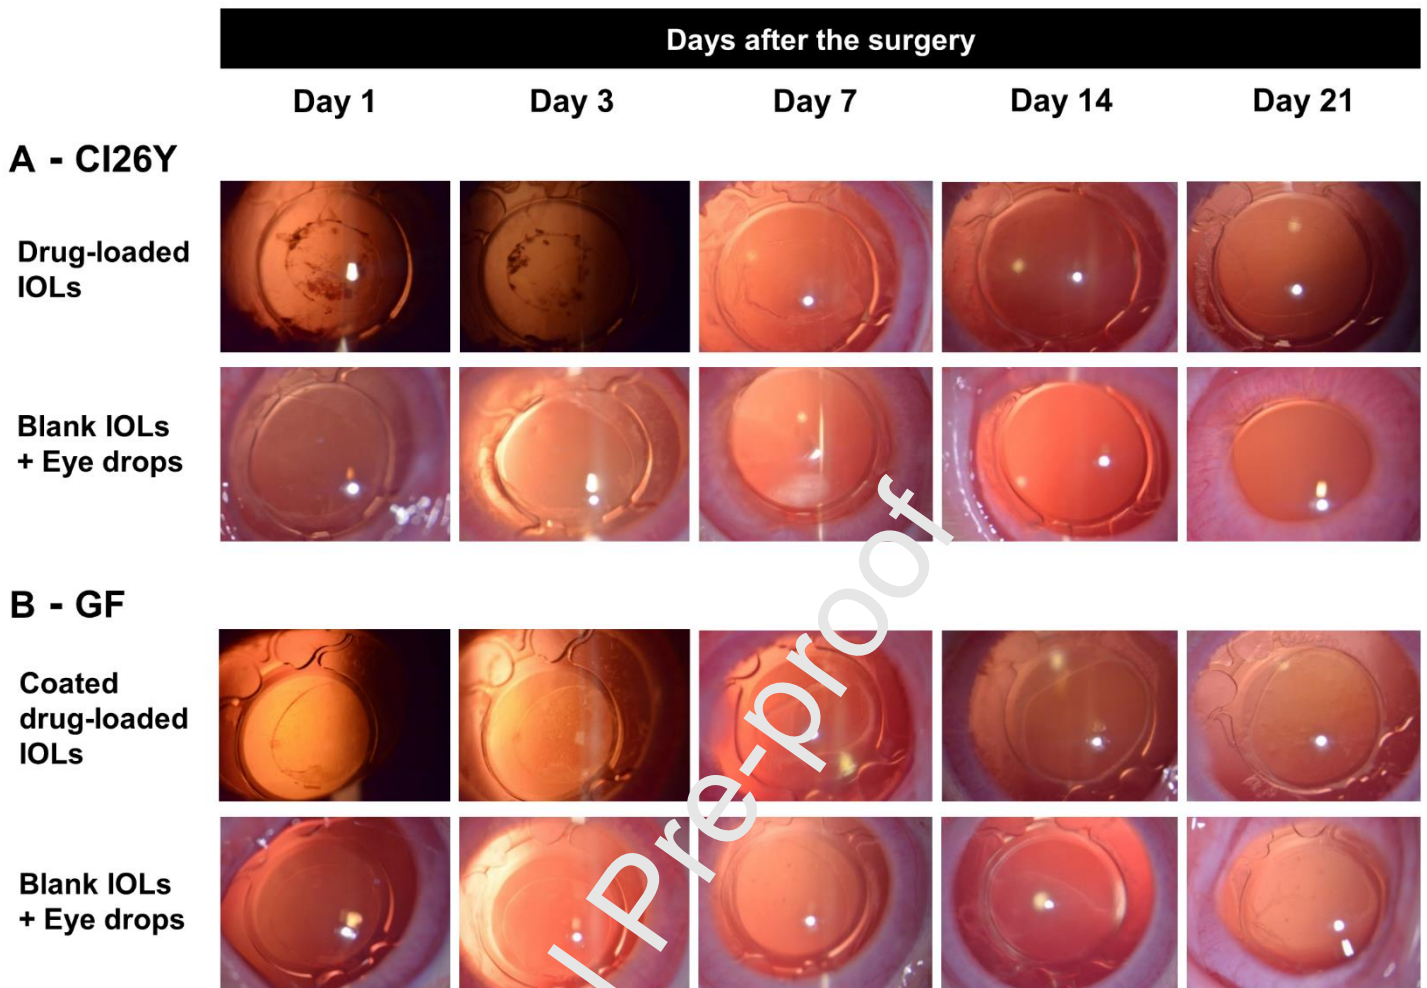 Days after the surgery
Day 1 Day 3 Day 7 Day 14 Day 21
A - CI26Y
Drug-loaded
IOLs
Blank IOLs
+ Eye drops
B - GF
Coated
drug-loaded
IOLs
Blank IOLs
+ Eye drops
l Pre-proof